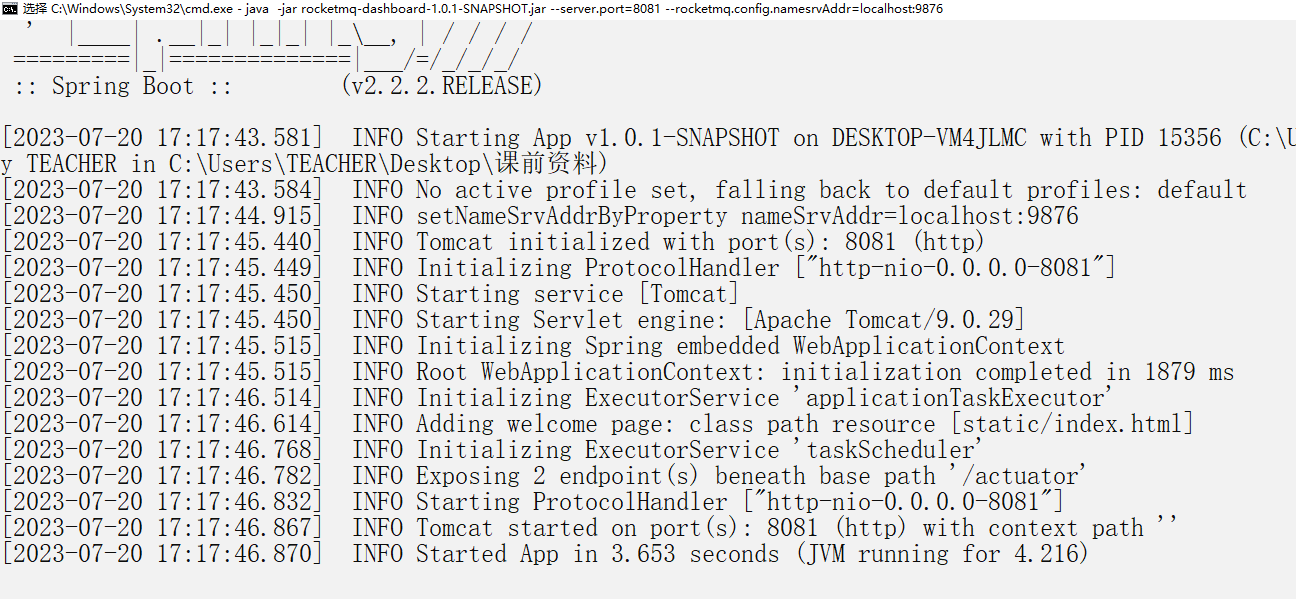 选择 C:\Windows\System32\cmd.exe - java  -jar rocketmq-dashboard-1.0.1-SNAPSHOT.jar --server.port=8081 --rocketmq.config.namesrvAddr=localhost:9876
  '  |____| .__|_| |_|_| |_\__, | / / / /
 =========|_|==============|___/=/_/_/_/
 :: Spring Boot ::        (v2.2.2.RELEASE)
[2023-07-20 17:17:43.581]  INFO Starting App v1.0.1-SNAPSHOT on DESKTOP-VM4JLMC with PID 15356 (C:\U
y TEACHER in C:\Users\TEACHER\Desktop\课前资料)
[2023-07-20 17:17:43.584]  INFO No active profile set, falling back to default profiles: default
[2023-07-20 17:17:44.915]  INFO setNameSrvAddrByProperty nameSrvAddr=localhost:9876
[2023-07-20 17:17:45.440]  INFO Tomcat initialized with port(s): 8081 (http)
[2023-07-20 17:17:45.449]  INFO Initializing ProtocolHandler ["http-nio-0.0.0.0-8081"]
[2023-07-20 17:17:45.450]  INFO Starting service [Tomcat]
[2023-07-20 17:17:45.450]  INFO Starting Servlet engine: [Apache Tomcat/9.0.29]
[2023-07-20 17:17:45.515]  INFO Initializing Spring embedded WebApplicationContext
[2023-07-20 17:17:45.515]  INFO Root WebApplicationContext: initialization completed in 1879 ms
[2023-07-20 17:17:46.514]  INFO Initializing ExecutorService 'applicationTaskExecutor'
[2023-07-20 17:17:46.614]  INFO Adding welcome page: class path resource [static/index.html]
[2023-07-20 17:17:46.768]  INFO Initializing ExecutorService 'taskScheduler'
[2023-07-20 17:17:46.782]  INFO Exposing 2 endpoint(s) beneath base path '/actuator'
[2023-07-20 17:17:46.832]  INFO Starting ProtocolHandler ["http-nio-0.0.0.0-8081"]
[2023-07-20 17:17:46.867]  INFO Tomcat started on port(s): 8081 (http) with context path ''
[2023-07-20 17:17:46.870]  INFO Started App in 3.653 seconds (JVM running for 4.216)